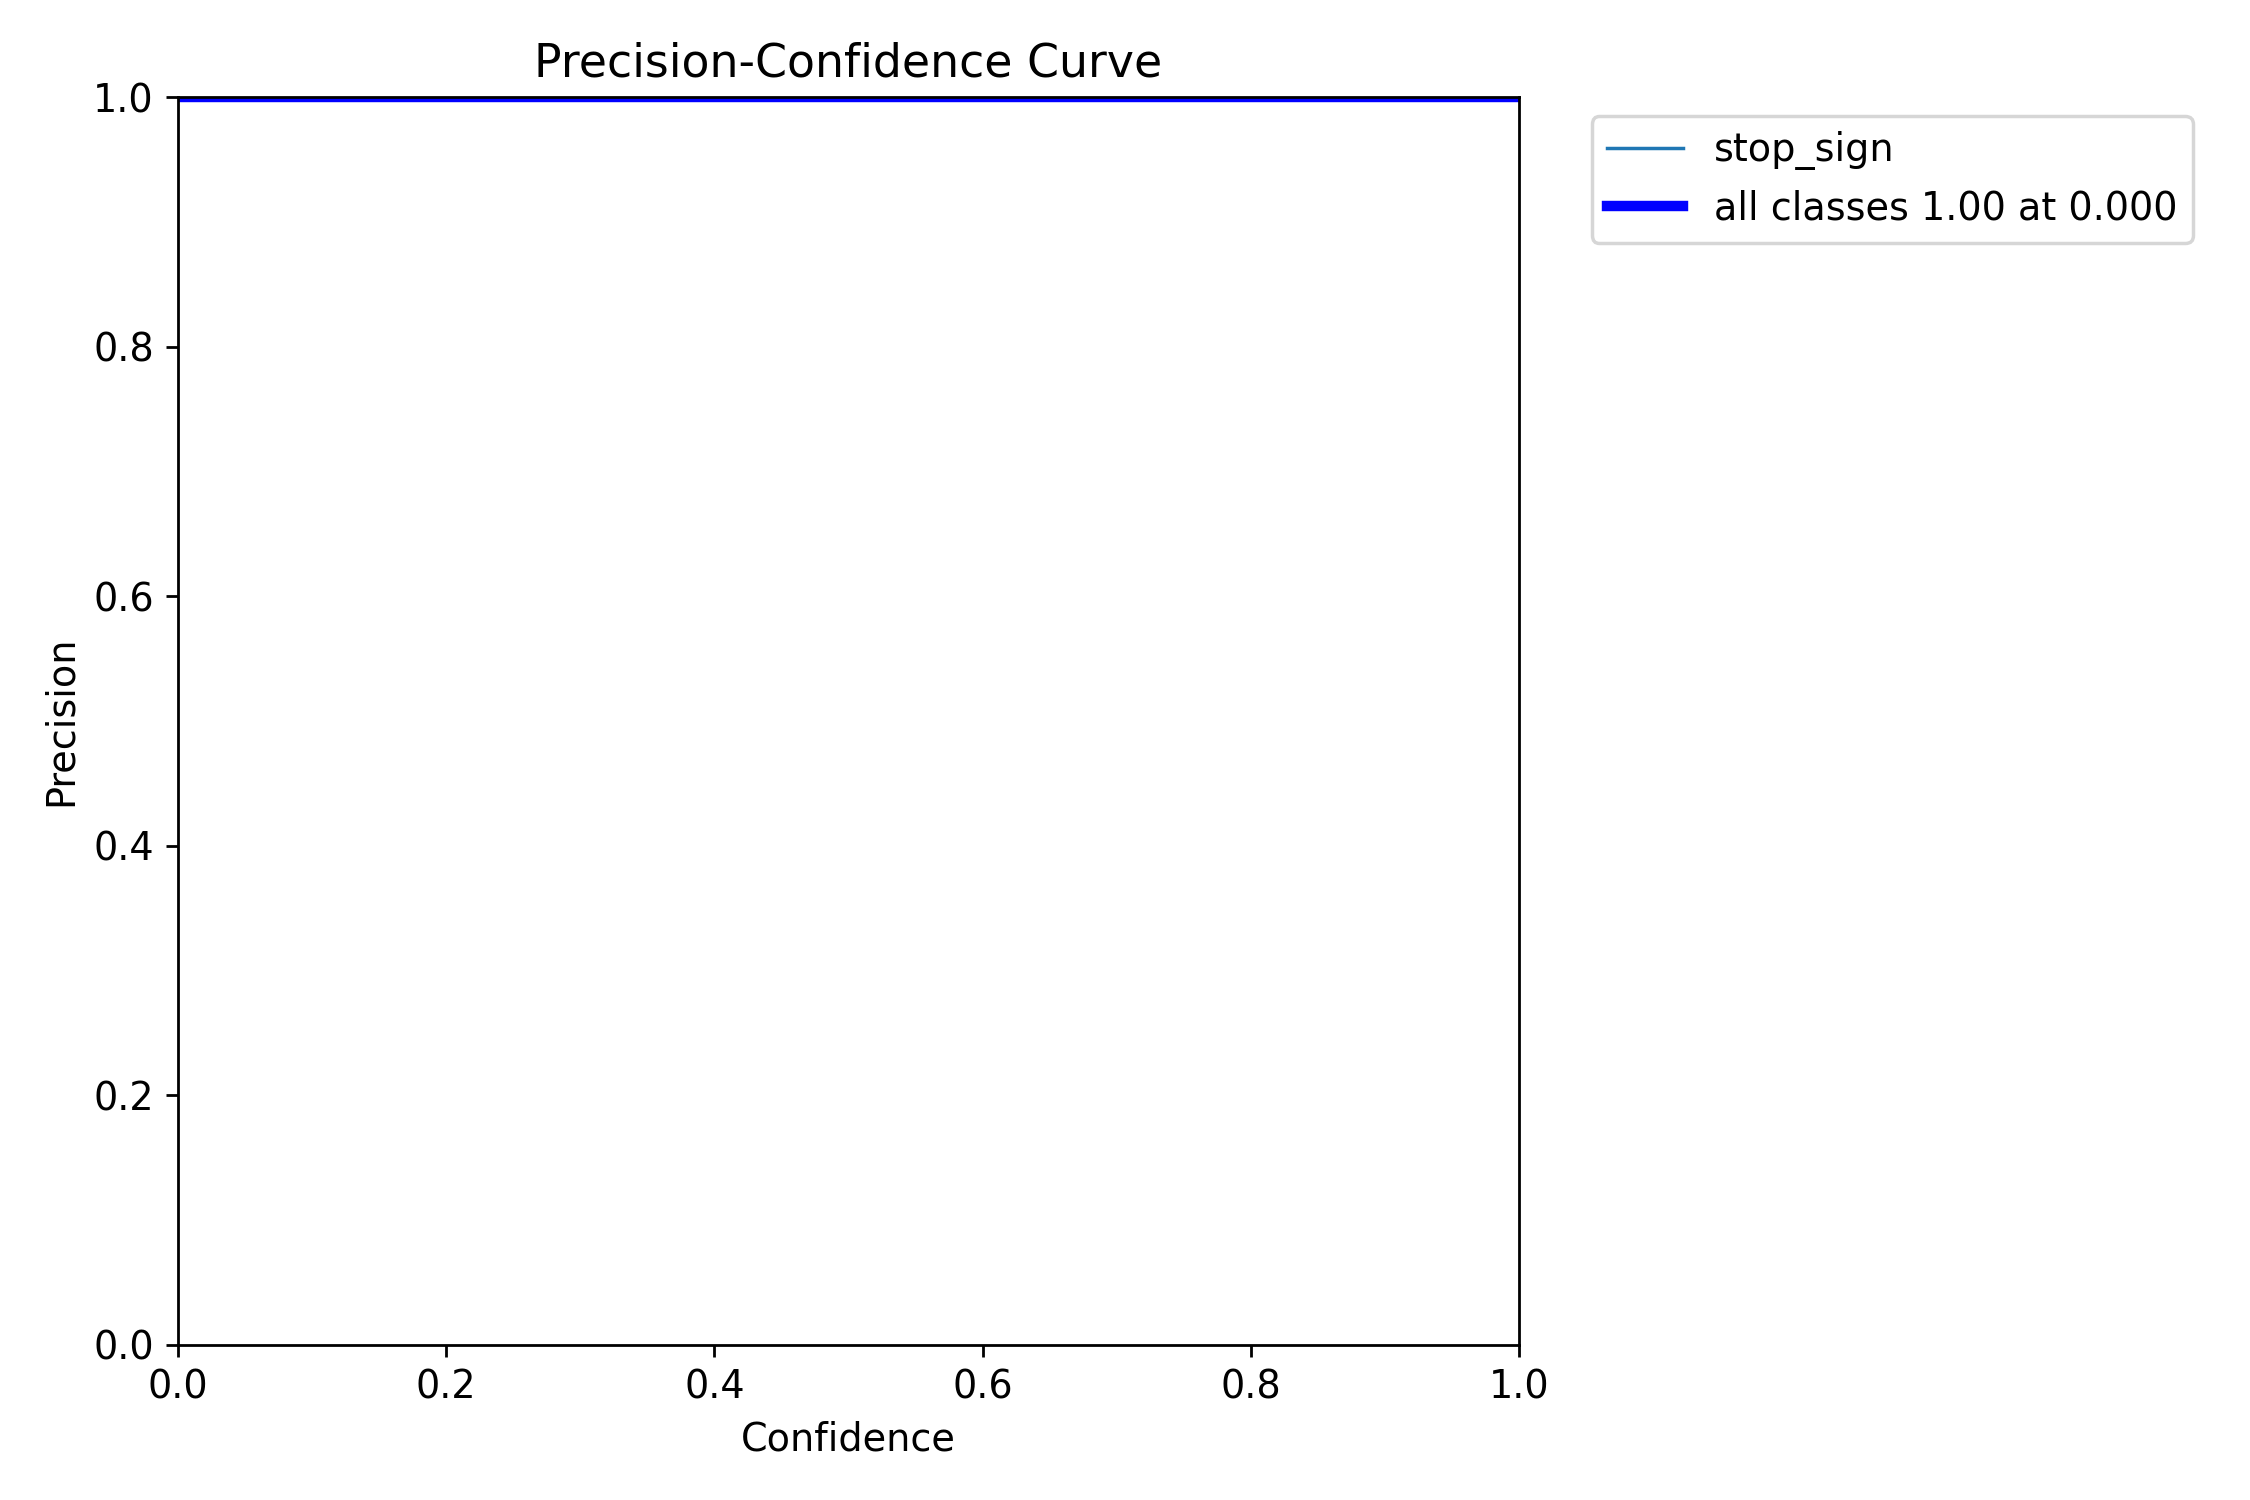 Precision-Confidence Curve
1.0
0.8
0.6
0.4
0.2
0.0
Precision
0.0 0.2 0.4 0.6 0.8 1.0
Confidence
stop_sign
all classes 1.00 at 0.000